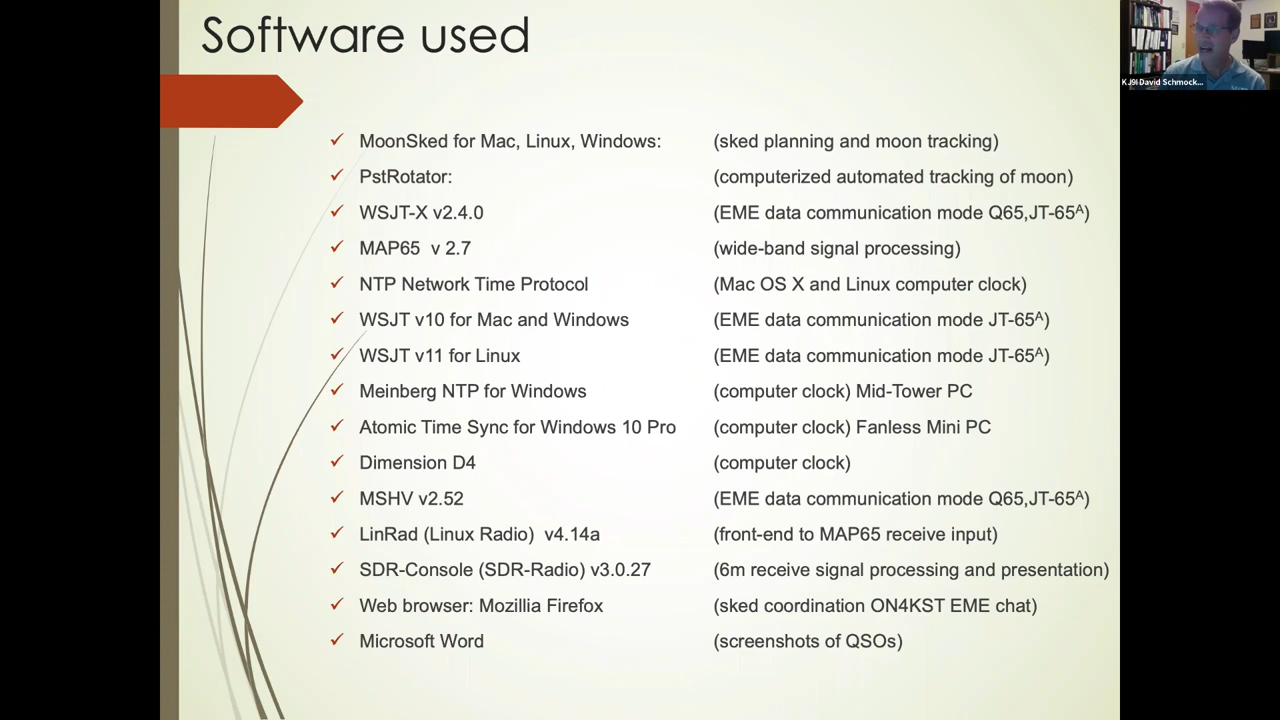 Software used
KJ9I David Schmock...
✓ MoonSked for Mac, Linux, Windows: (sked planning and moon tracking)
✓ PstRotator: (computerized automated tracking of moon)
✓ WSJT-X v2.4.0 (EME data communication mode Q65,JT-65ᴬ)
✓ MAP65 v 2.7 (wide-band signal processing)
✓ NTP Network Time Protocol (Mac OS X and Linux computer clock)
✓ WSJT v10 for Mac and Windows (EME data communication mode JT-65ᴬ)
✓ WSJT v11 for Linux (EME data communication mode JT-65ᴬ)
✓ Meinberg NTP for Windows (computer clock) Mid-Tower PC
✓ Atomic Time Sync for Windows 10 Pro (computer clock) Fanless Mini PC
✓ Dimension D4 (computer clock)
✓ MSHV v2.52 (EME data communication mode Q65,JT-65ᴬ)
✓ LinRad (Linux Radio) v4.14a (front-end to MAP65 receive input)
✓ SDR-Console (SDR-Radio) v3.0.27 (6m receive signal processing and presentation)
✓ Web browser: Mozillia Firefox (sked coordination ON4KST EME chat)
✓ Microsoft Word (screenshots of QSOs)